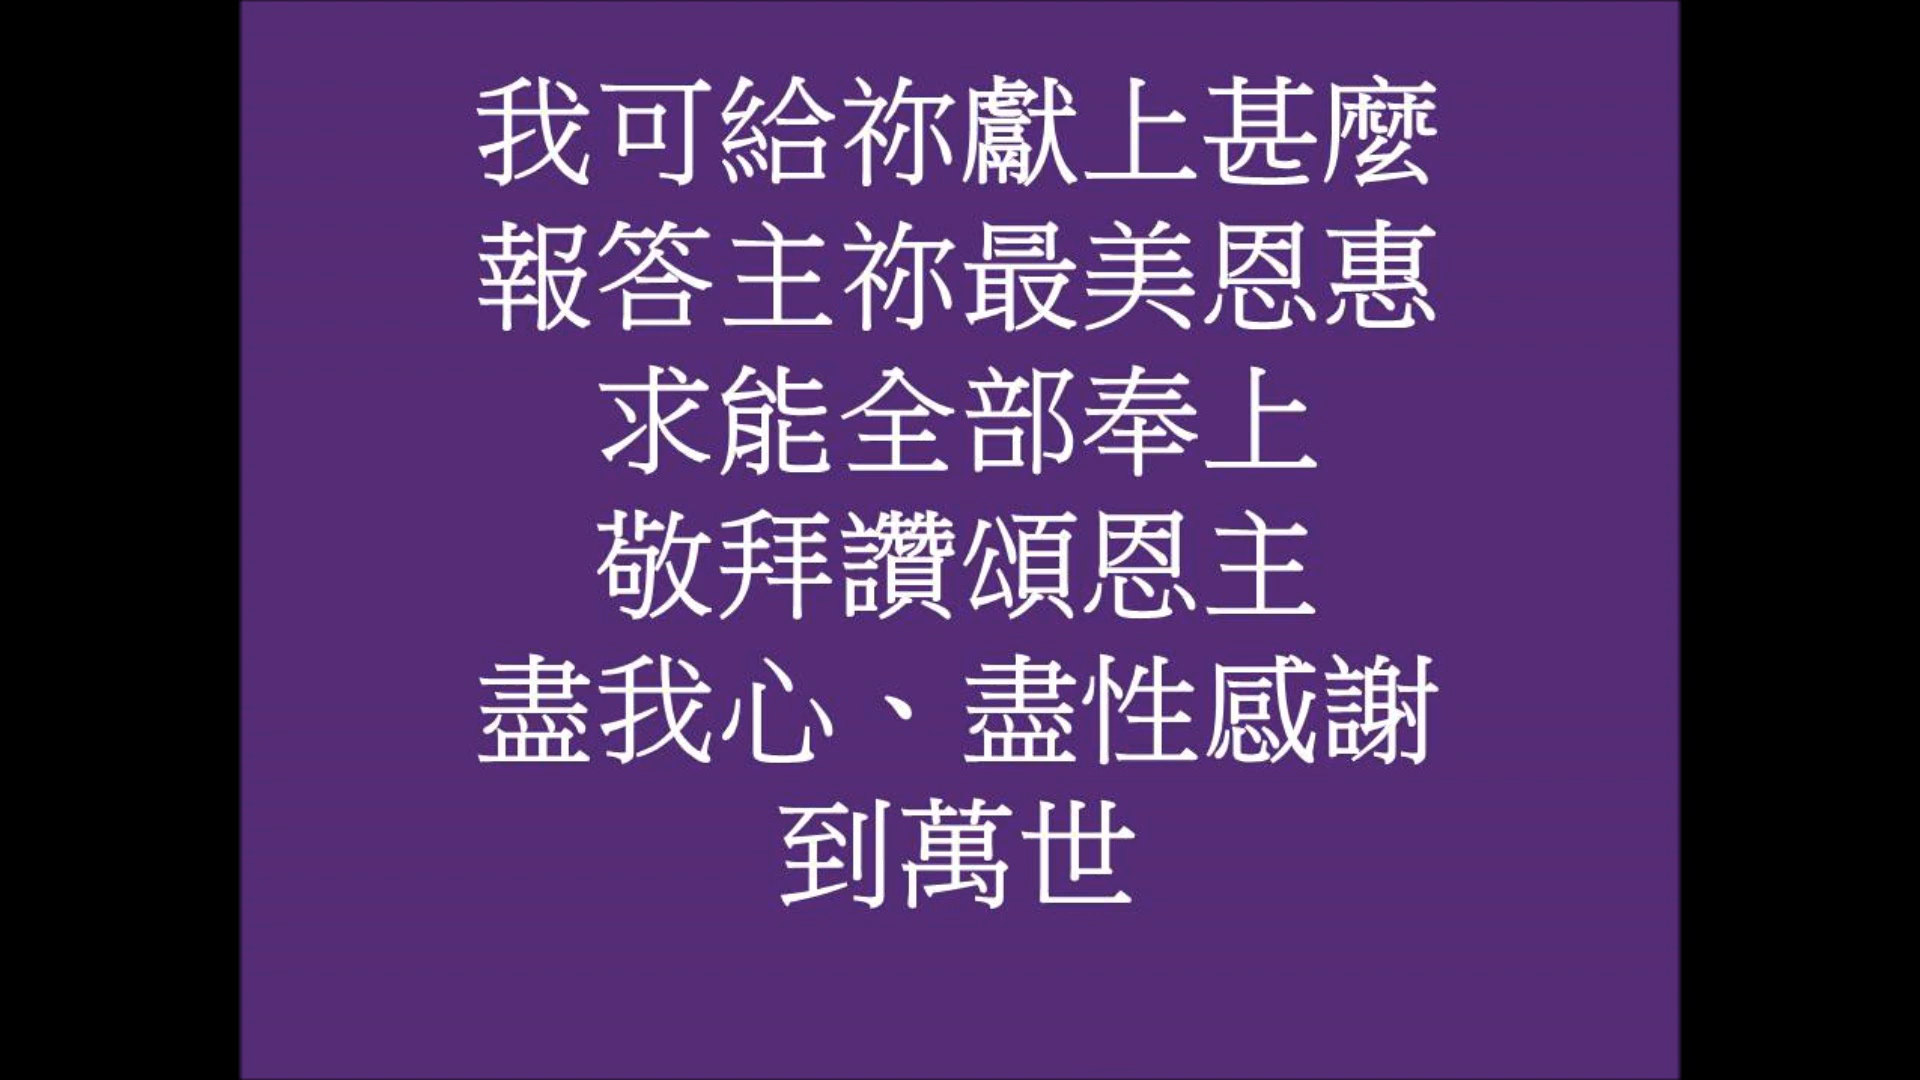 我可給祢獻上甚麼
報答主祢最美恩惠
求能全部奉上
敬拜讚頌恩主
盡我心、盡性感謝
到萬世